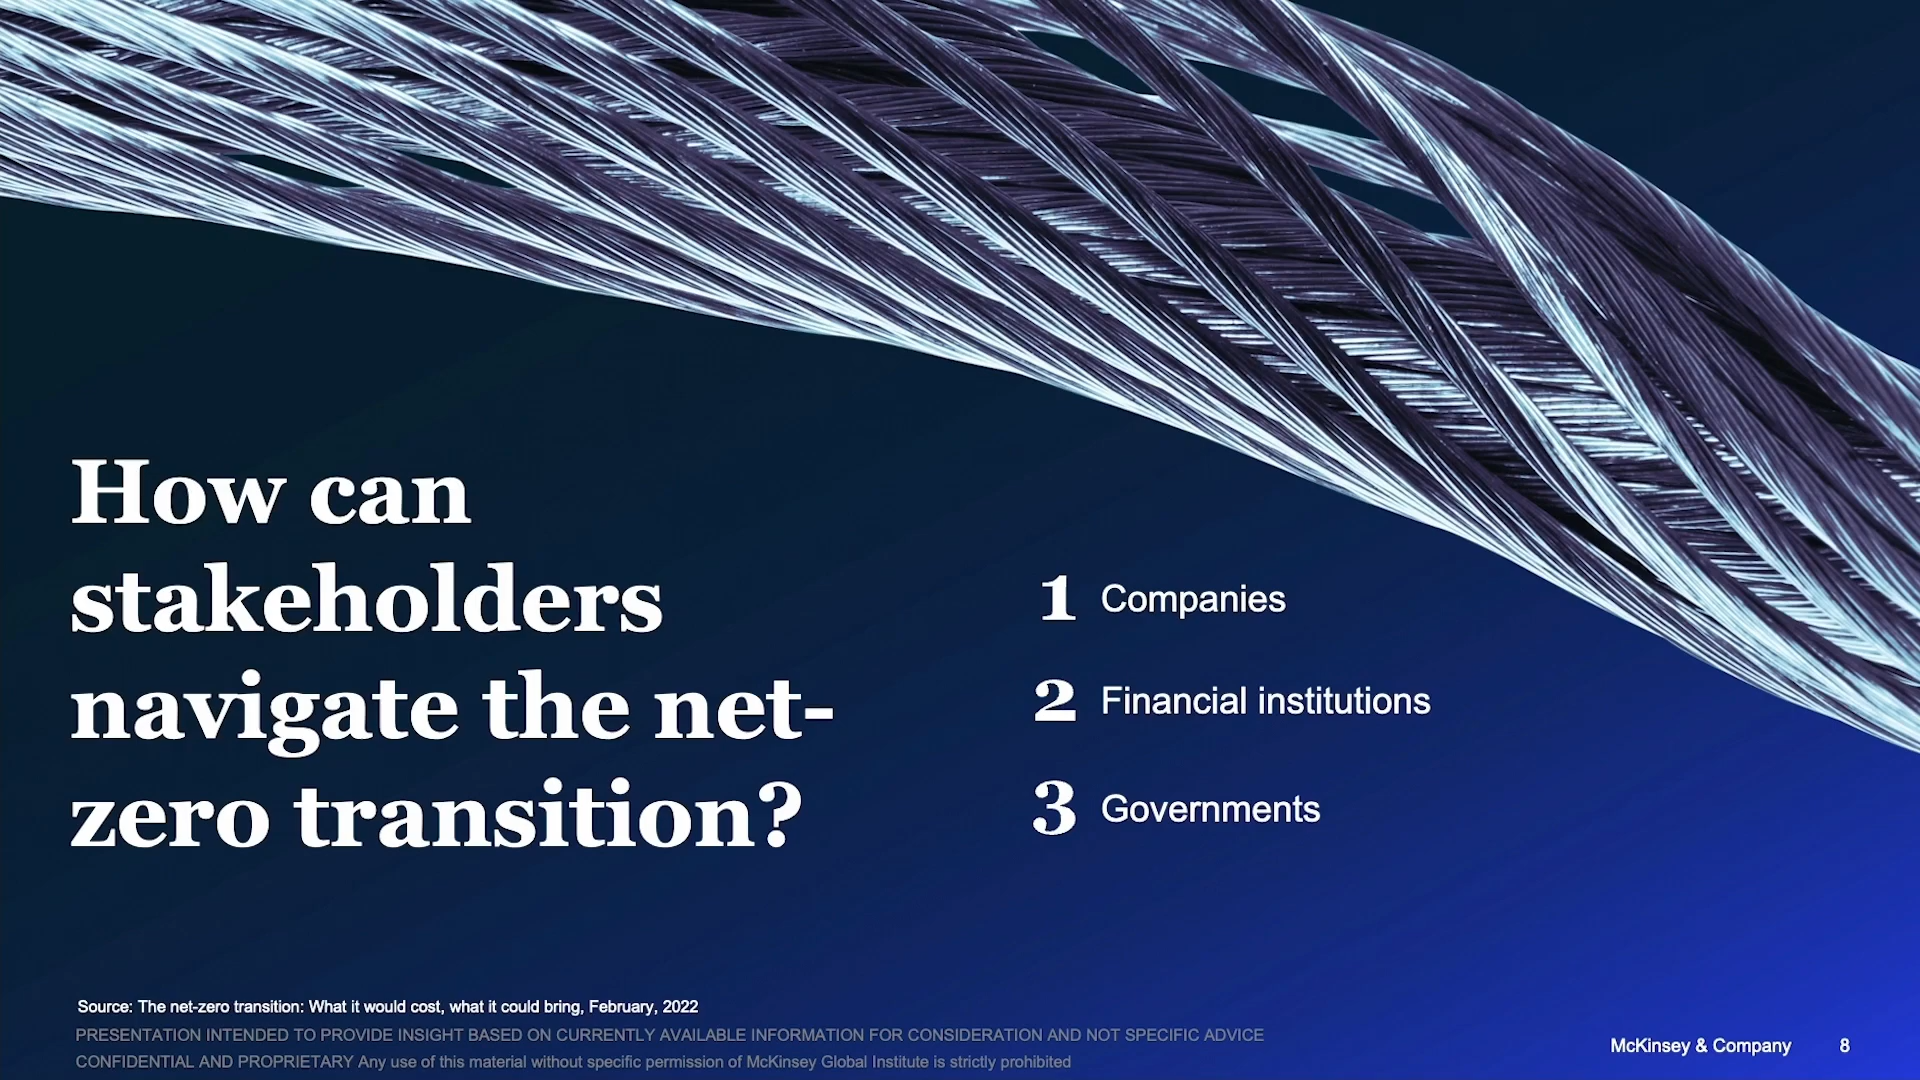 How can
stakeholders
navigate the net-
zero transition?
1 Companies
2 Financial institutions
3 Governments
Source: The net-zero transition: What it would cost, what it could bring, February, 2022
PRESENTATION INTENDED TO PROVIDE INSIGHT BASED ON CURRENTLY AVAILABLE INFORMATION FOR CONSIDERATION AND NOT SPECIFIC ADVICE
CONFIDENTIAL AND PROPRIETARY Any use of this material without specific permission of McKinsey Global Institute is strictly prohibited
McKinsey & Company 8